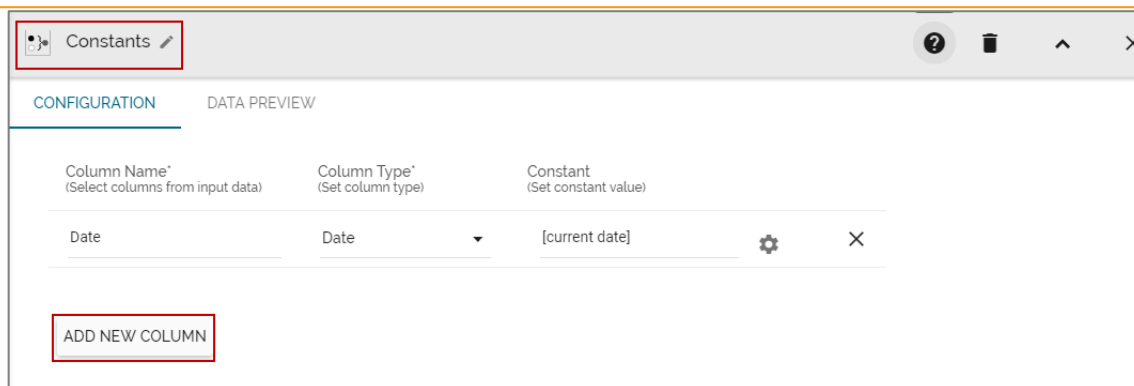 Constants
CONFIGURATION DATA PREVIEW
Column Name* Column Type* Constant
(Select columns from input data) (Set column type) (Set constant value)
Date Date [current date]
ADD NEW COLUMN